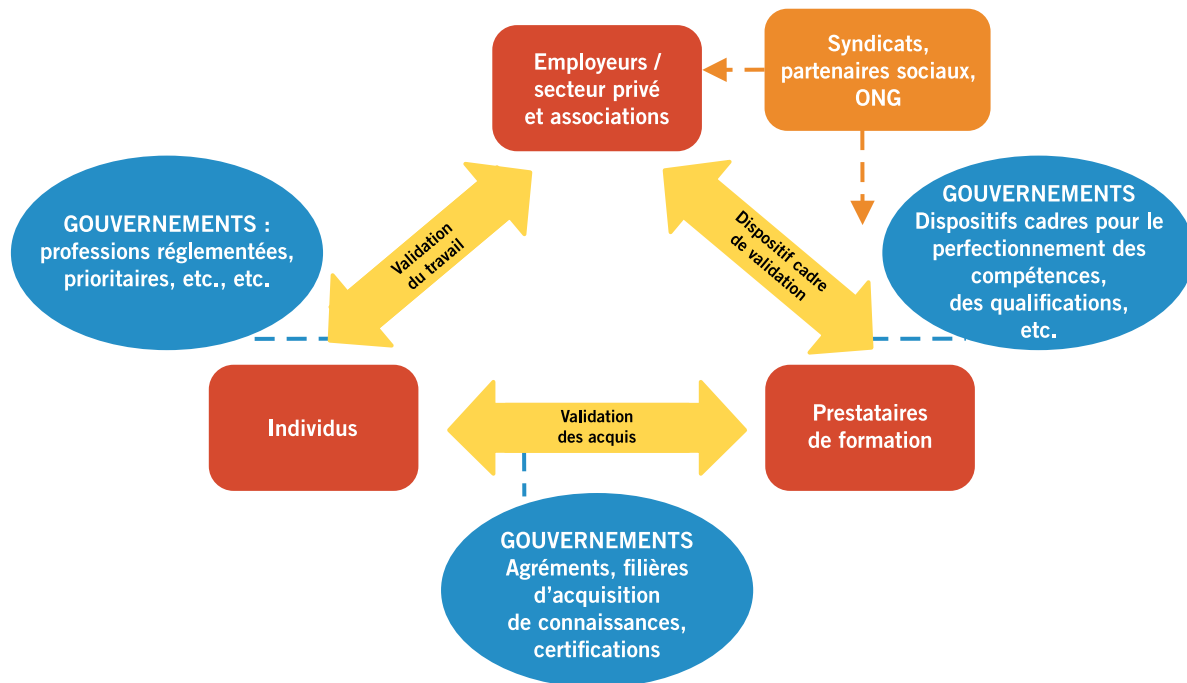 Employeurs /
secteur privé
et associations
Syndicats,
partenaires sociaux,
ONG
GOUVERNEMENTS :
professions réglementées,
prioritaires, etc., etc.
Validation
du travail
Dispositif cadre
de validation
GOUVERNEMENTS
Dispositifs cadres pour le
perfectionnement des
compétences,
des qualifications,
etc.
Individus
Validation
des acquis
Prestataires
de formation
GOUVERNEMENTS
Agréments, filières
d’acquisition
de connaissances,
certifications